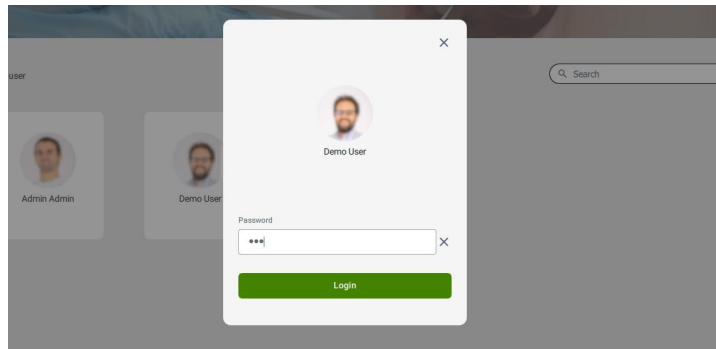 user
Search
Admin Admin
Demo User
Demo User
Password
•••
Login